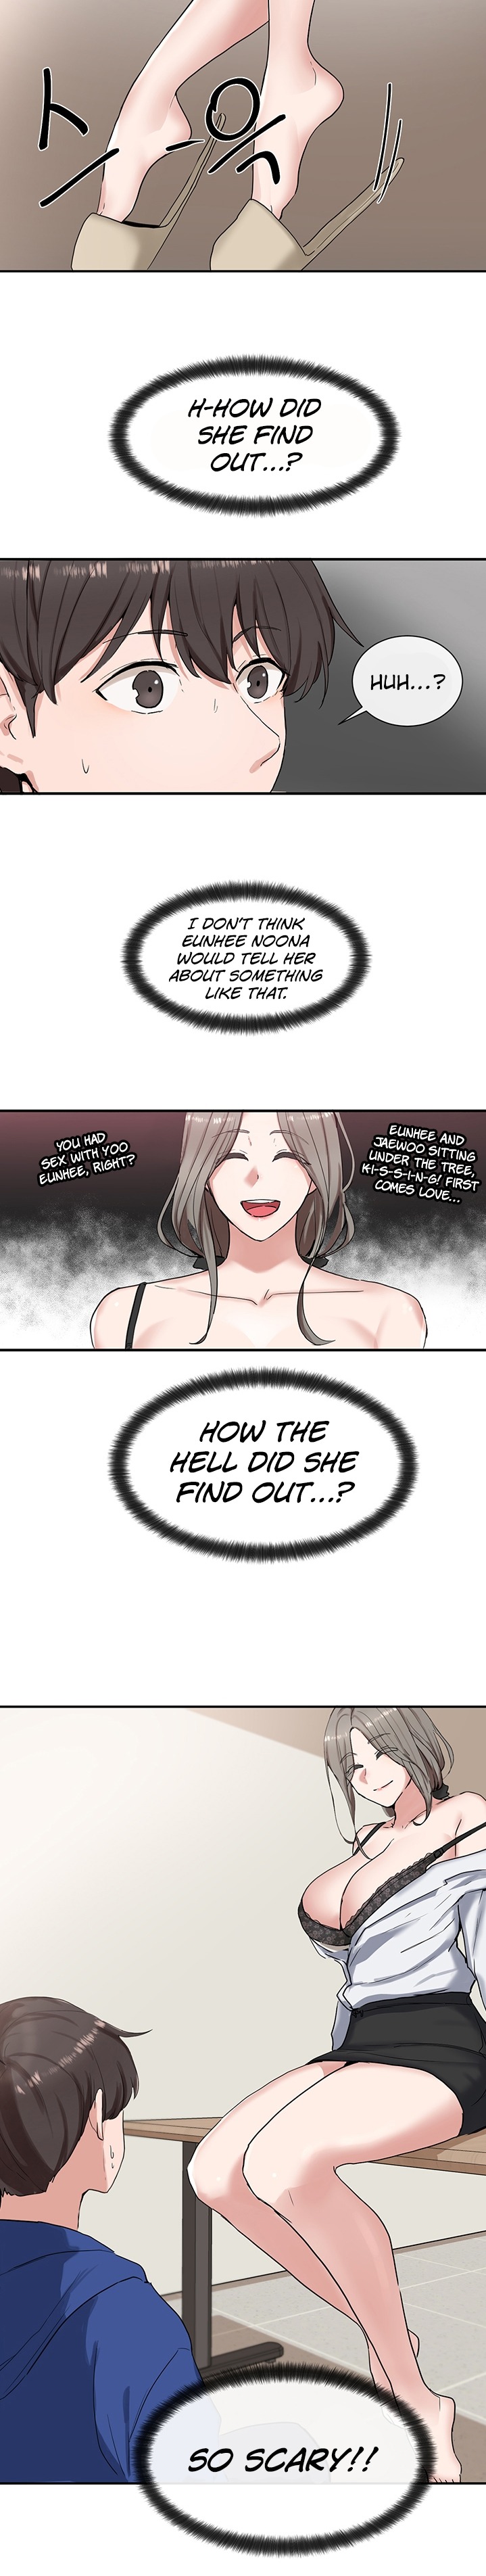 H-HOW DID
SHE FIND
OUT...?
HUH...?
I DON'T THINK
EUNHEE NOONA
WOULD TELL HER
ABOUT SOMETHING
LIKE THAT.
YOU HAD
SEX WITH YOO
EUNHEE, RIGHT?
EUNHEE AND
JAEWOO SITTING
UNDER THE TREE,
K-I-S-S-I-N-G! FIRST
COMES LOVE...
HOW THE
HELL DID SHE
FIND OUT...?
SO SCARY!!